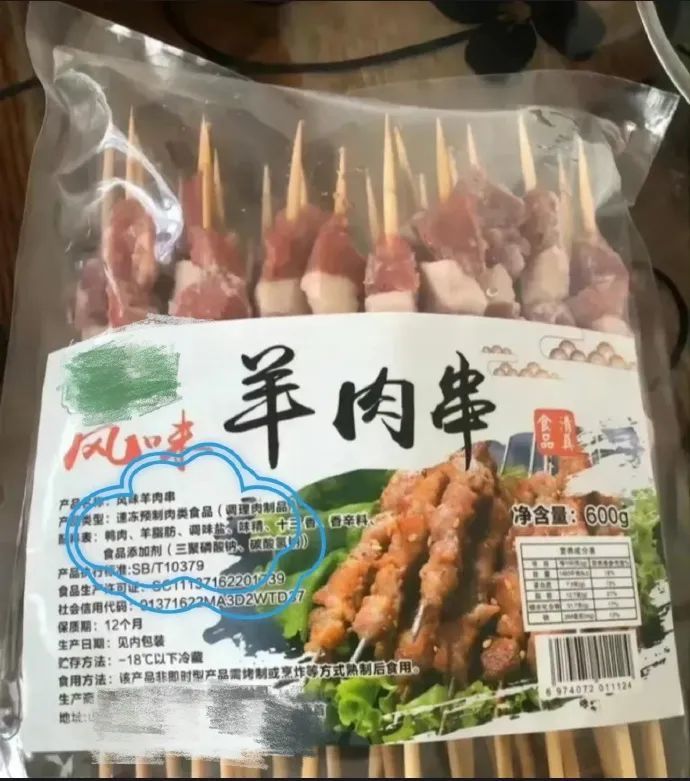 羊肉串
风味
清真
食品
产品名称：风味羊肉串
产品类型：速冻预制肉类食品（调理肉制品）
配料表：鸭肉、羊脂肪、调味盐、味精、十三香、香辛料、
食品添加剂（三聚磷酸钠、碳酸氢钠）
产品执行标准:SB/T10379
食品生产许可证：
社会信用代码：
保质期：12个月
生产日期：见内包装
贮存方法：-18℃以下冷藏
食用方法：该产品非即时型产品需烤制或烹炸等方式熟制后食用。
生产商
地址:
净含量：600g
营养成分表
6 974072 011124